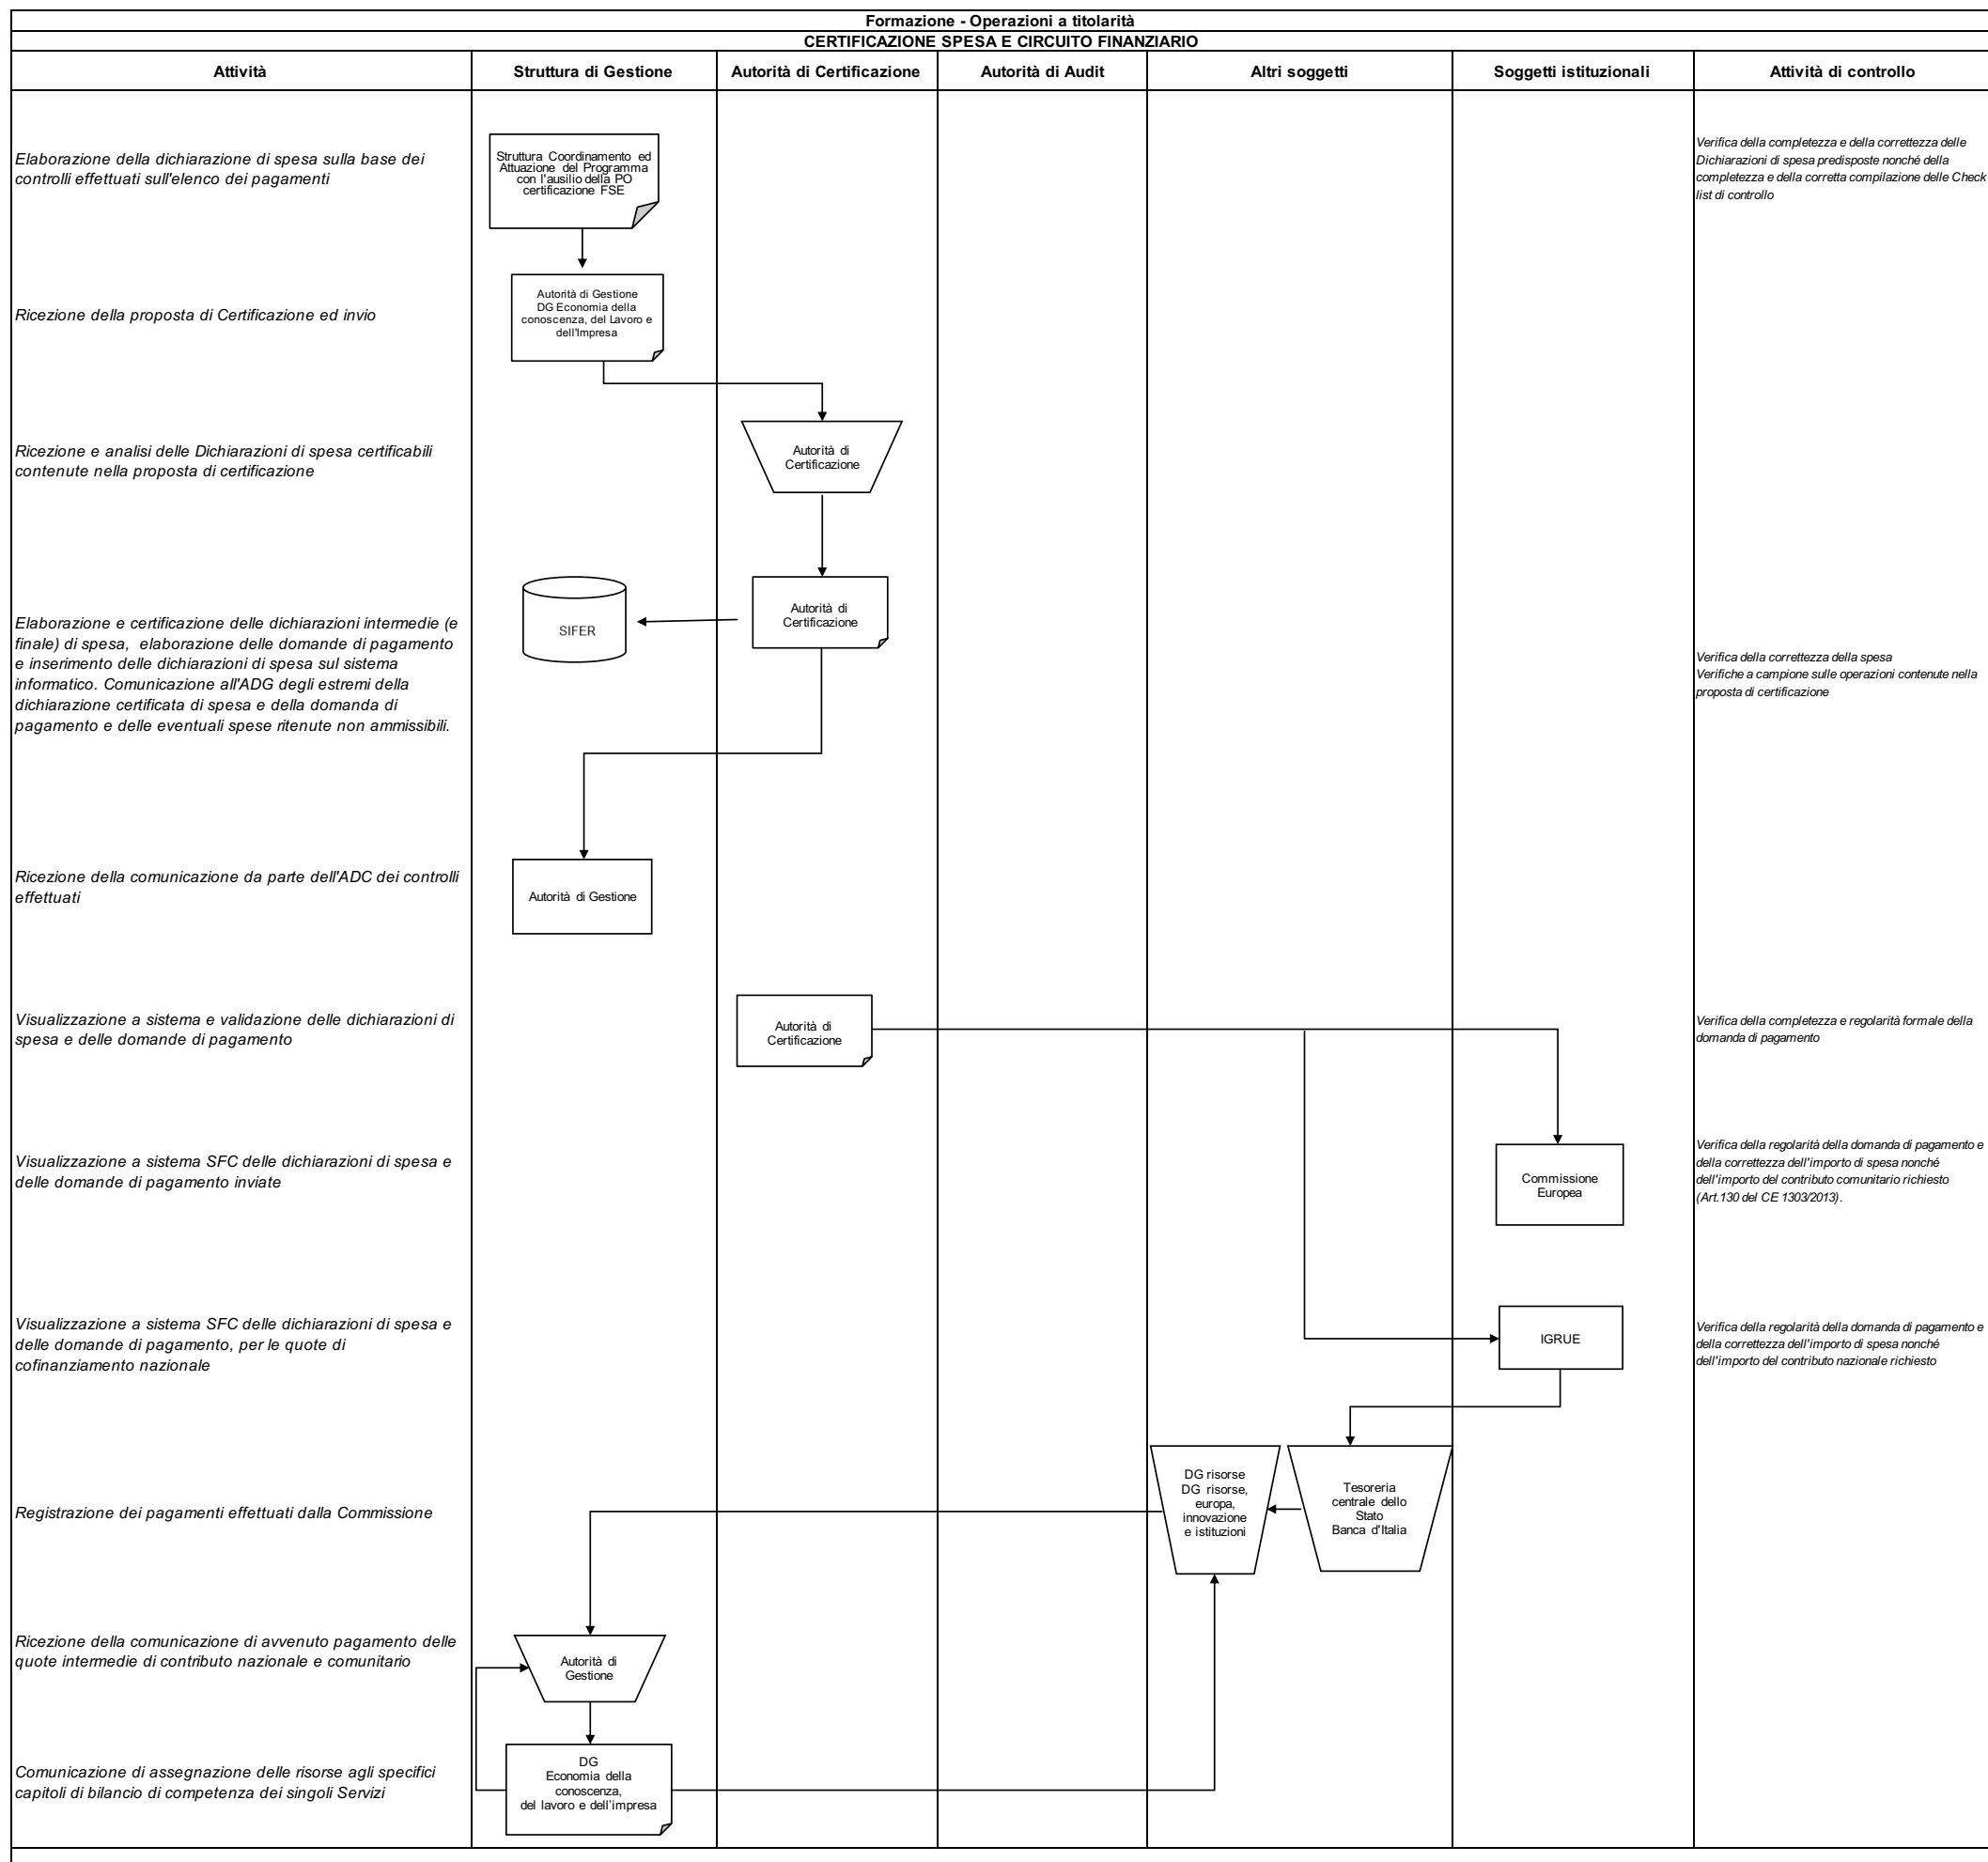 Formazione - Operazioni a titolarità
CERTIFICAZIONE SPESA E CIRCUITO FINANZIARIO
Attività
Struttura di Gestione
Autorità di Certificazione
Autorità di Audit
Altri soggetti
Soggetti istituzionali
Attività di controllo
Elaborazione della dichiarazione di spesa sulla base dei
controlli effettuati sull'elenco dei pagamenti
Struttura Coordinamento ed
Attuazione del Programma
con l'ausilio della PO
certificazione FSE
Verifica della completezza e della correttezza delle
Dichiarazioni di spesa predisposte nonché della
completezza e della corretta compilazione delle Check
list di controllo
Ricezione della proposta di Certificazione ed invio
Autorità di Gestione
DG Economia della
conoscenza, del Lavoro e
dell'Impresa
Ricezione e analisi delle Dichiarazioni di spesa certificabili
contenute nella proposta di certificazione
Autorità di
Certificazione
Elaborazione e certificazione delle dichiarazioni intermedie (e
finale) di spesa, elaborazione delle domande di pagamento
e inserimento delle dichiarazioni di spesa sul sistema
informatico. Comunicazione all'ADG degli estremi della
dichiarazione certificata di spesa e della domanda di
pagamento e delle eventuali spese ritenute non ammissibili.
SIFER
Autorità di
Certificazione
Verifica della correttezza della spesa
Verifiche a campione sulle operazioni contenute nella
proposta di certificazione
Ricezione della comunicazione da parte dell'ADC dei controlli
effettuati
Autorità di Gestione
Visualizzazione a sistema e validazione delle dichiarazioni di
spesa e delle domande di pagamento
Autorità di
Certificazione
Verifica della completezza e regolarità formale della
domanda di pagamento
Visualizzazione a sistema SFC delle dichiarazioni di spesa e
delle domande di pagamento inviate
Commissione
Europea
Verifica della regolarità della domanda di pagamento e
della correttezza dell'importo di spesa nonché
dell'importo del contributo comunitario richiesto
(Art.130 del CE 1303/2013).
Visualizzazione a sistema SFC delle dichiarazioni di spesa e
delle domande di pagamento, per le quote di
cofinanziamento nazionale
IGRUE
Verifica della regolarità della domanda di pagamento e
della correttezza dell'importo di spesa nonché
dell'importo del contributo nazionale richiesto
Registrazione dei pagamenti effettuati dalla Commissione
DG risorse
DG risorse,
europa,
innovazione
e istituzioni
Tesoreria
centrale dello
Stato
Banca d'Italia
Ricezione della comunicazione di avvenuto pagamento delle
quote intermedie di contributo nazionale e comunitario
Autorità di
Gestione
Comunicazione di assegnazione delle risorse agli specifici
capitoli di bilancio di competenza dei singoli Servizi
DG
Economia della
conoscenza,
del lavoro e dell'impresa